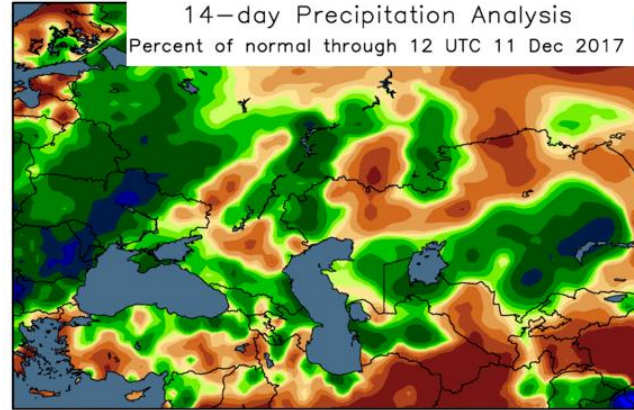 14-day Precipitation Analysis
Percent of normal through 12 UTC 11 Dec 2017